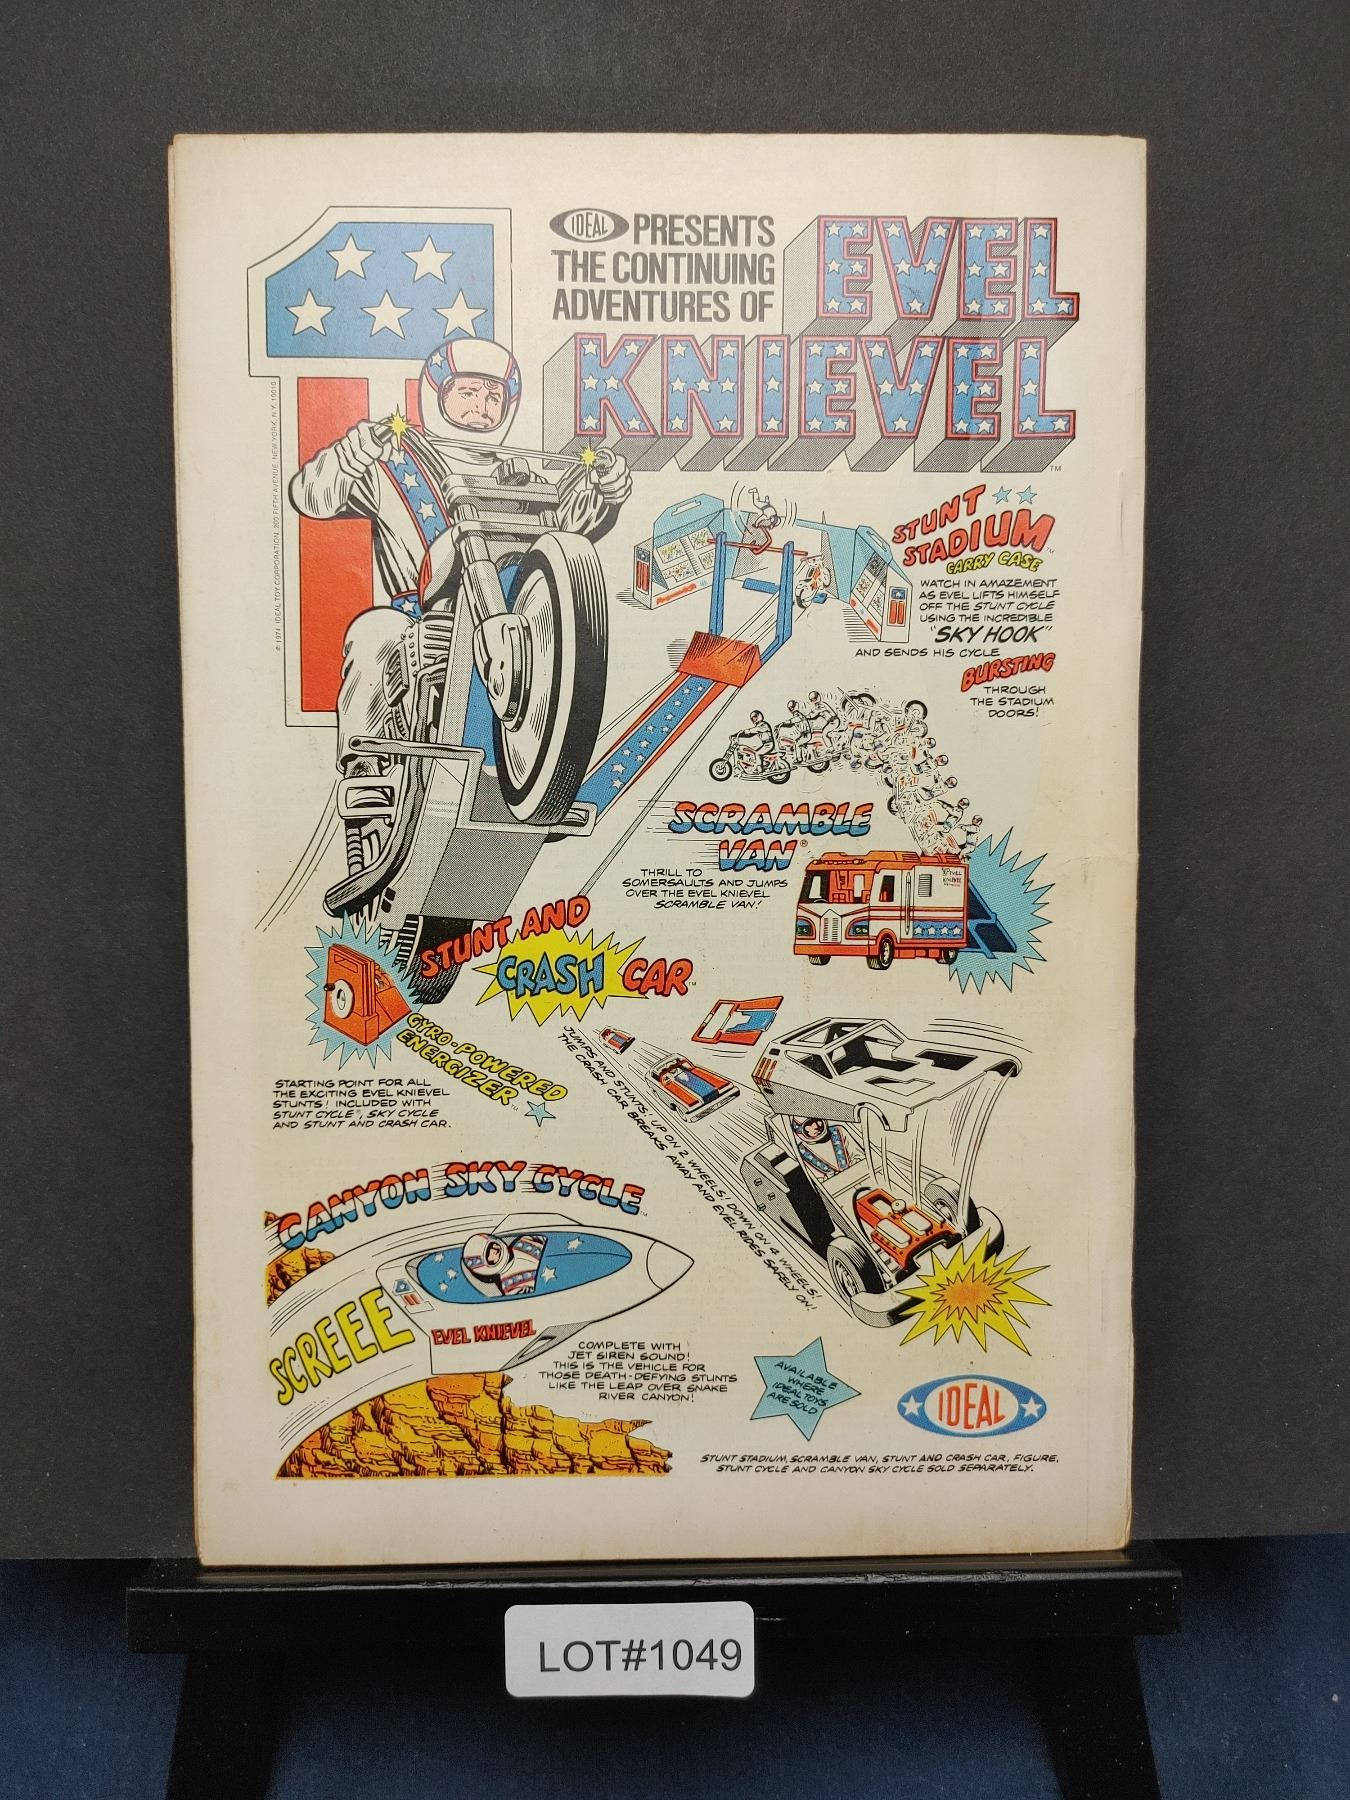 IDEAL PRESENTS
THE CONTINUING
ADVENTURES OF
EVEL
KNIEVEL
TM
© 1974 IDEAL TOY CORPORATION, 200 FIFTH AVENUE, NEW YORK, N.Y. 10010
STUNT
STADIUM™
CARRY CASE
WATCH IN AMAZEMENT
AS EVEL LIFTS HIMSELF
OFF THE STUNT CYCLE
USING THE INCREDIBLE
"SKY HOOK"
AND SENDS HIS CYCLE
BURSTING
THROUGH
THE STADIUM
DOORS!
SCRAMBLE
VAN®
THRILL TO
SOMERSAULTS AND JUMPS
OVER THE EVEL KNIEVEL
SCRAMBLE VAN!
EVEL
KNIEVEL
STUNT AND
CRASH CAR™
GYRO-POWERED
ENERGIZER™
STARTING POINT FOR ALL
THE EXCITING EVEL KNIEVEL
STUNTS! INCLUDED WITH
STUNT CYCLE®, SKY CYCLE
AND STUNT AND CRASH CAR.
JUMPS AND STUNTS! UP ON 2 WHEELS! DOWN ON 4 WHEELS!
THE CRASH CAR BREAKS AWAY AND EVEL RIDES SAFELY ON!
CANYON SKY CYCLE™
SCREEE
EVEL KNIEVEL
COMPLETE WITH
JET SIREN SOUND!
THIS IS THE VEHICLE FOR
THOSE DEATH-DEFYING STUNTS
LIKE THE LEAP OVER SNAKE
RIVER CANYON!
AVAILABLE
WHERE
IDEAL TOYS
ARE SOLD
IDEAL
STUNT STADIUM, SCRAMBLE VAN, STUNT AND CRASH CAR, FIGURE,
STUNT CYCLE AND CANYON SKY CYCLE SOLD SEPARATELY.
LOT#1049